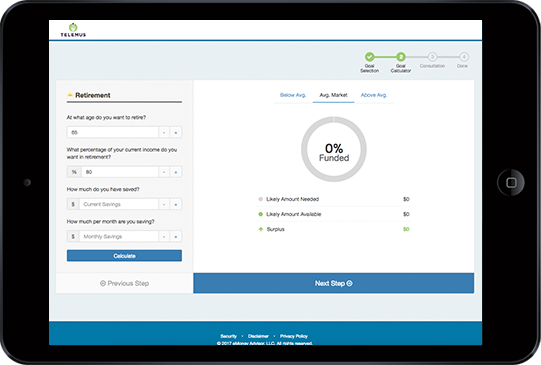 TELEMUS
2
3
4
Goal Selection
Goal Calculator
Consultation
Done
Retirement
At what age do you want to retire?
65
- +
What percentage of your current income do you
want in retirement?
% 80 - +
How much do you have saved?
$ Current Savings - +
How much per month are you saving?
$ Monthly Savings - +
Calculate
Previous Step
Below Avg. Avg. Market Above Avg.
0%
Funded
Likely Amount Needed $0
Likely Amount Available $0
Surplus $0
Next Step
Security • Disclaimer • Privacy Policy
© 2017 eMoney Advisor, LLC. All rights reserved.